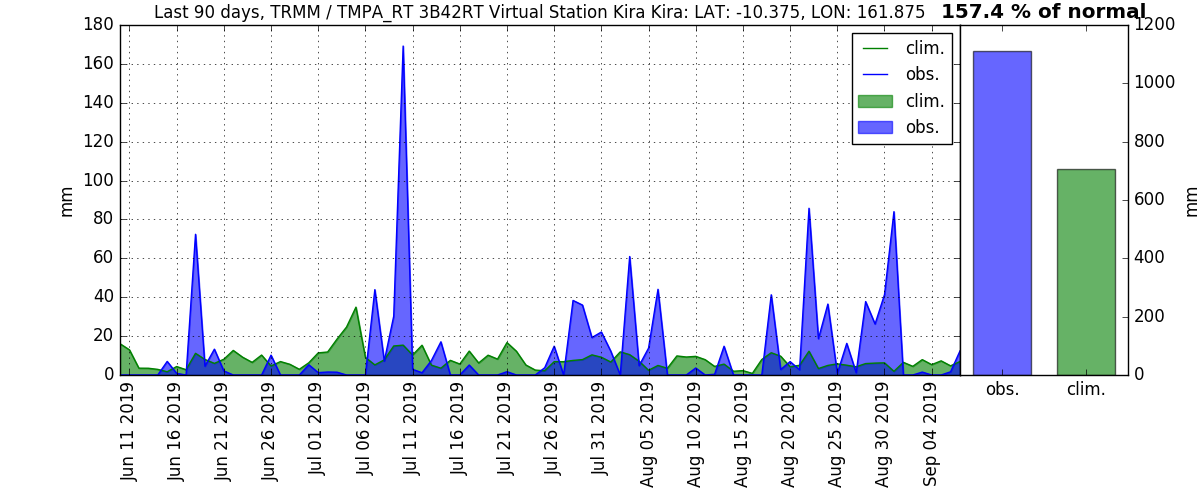 Last 90 days, TRMM / TMPA_RT 3B42RT Virtual Station Kira Kira: LAT: -10.375, LON: 161.875 157.4 % of normal
180
160
140
120
100
80
60
40
20
0
mm
clim.
obs.
clim.
obs.
1200
1000
800
600
400
200
0
mm
Jun 11 2019
Jun 16 2019
Jun 21 2019
Jun 26 2019
Jul 01 2019
Jul 06 2019
Jul 11 2019
Jul 16 2019
Jul 21 2019
Jul 26 2019
Jul 31 2019
Aug 05 2019
Aug 10 2019
Aug 15 2019
Aug 20 2019
Aug 25 2019
Aug 30 2019
Sep 04 2019
obs.
clim.